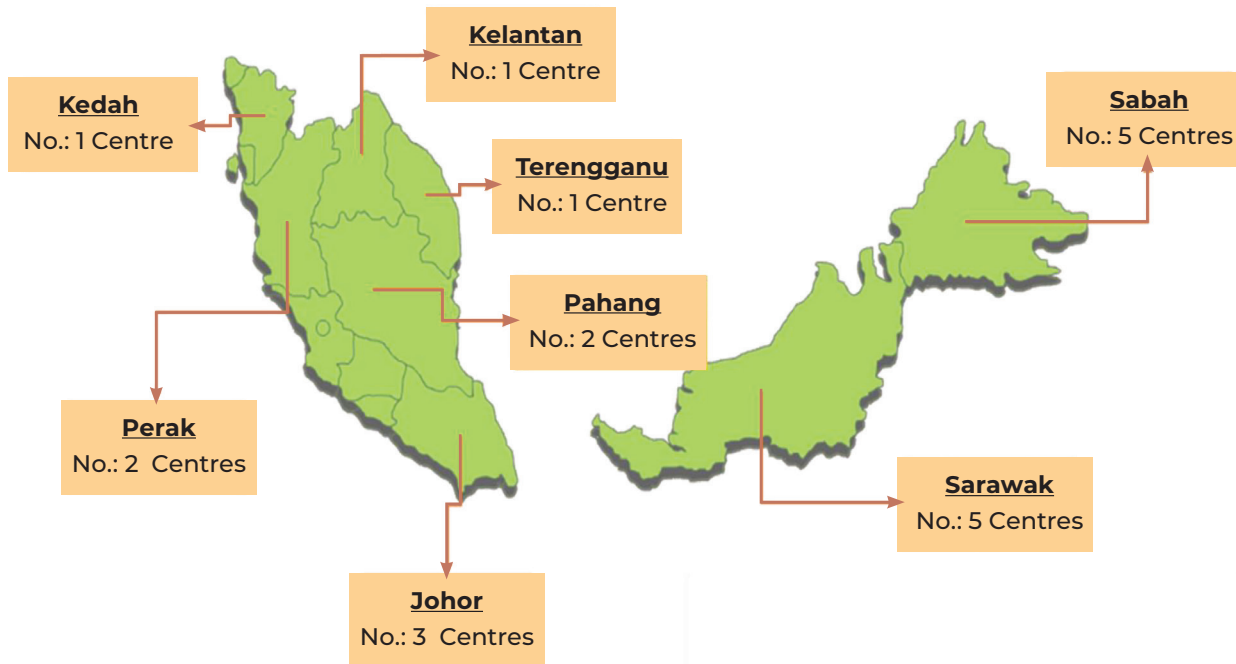 Kelantan
No.: 1 Centre
Kedah
No.: 1 Centre
Sabah
No.: 5 Centres
Terengganu
No.: 1 Centre
Pahang
No.: 2 Centres
Perak
No.: 2 Centres
Sarawak
No.: 5 Centres
Johor
No.: 3 Centres